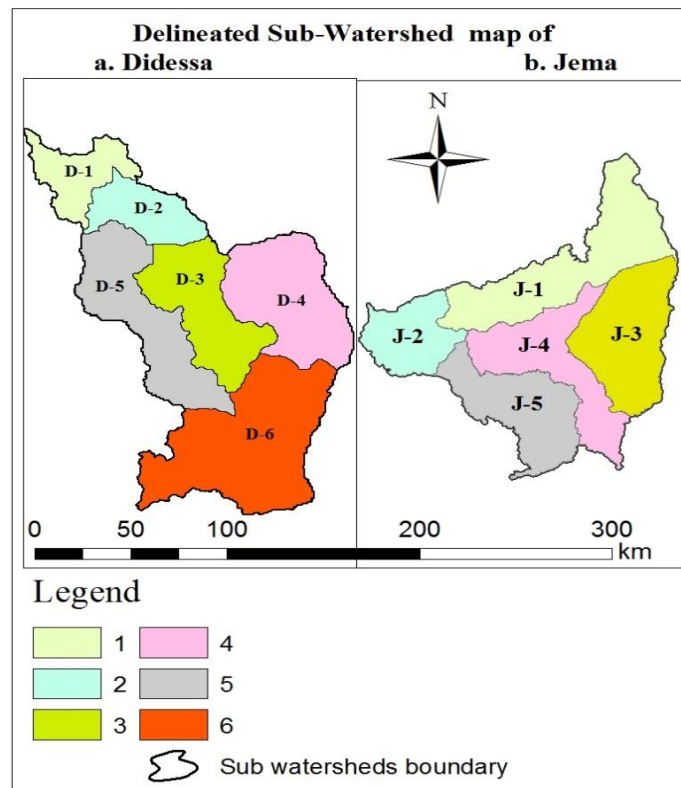 Delineated Sub-Watershed map of
a. Didessa b. Jema
N
D-1
D-2
D-3
D-4
D-5
D-6
J-1
J-2
J-3
J-4
J-5
0 50 100 200 300
km
Legend
1 4
2 5
3 6
Sub watersheds boundary